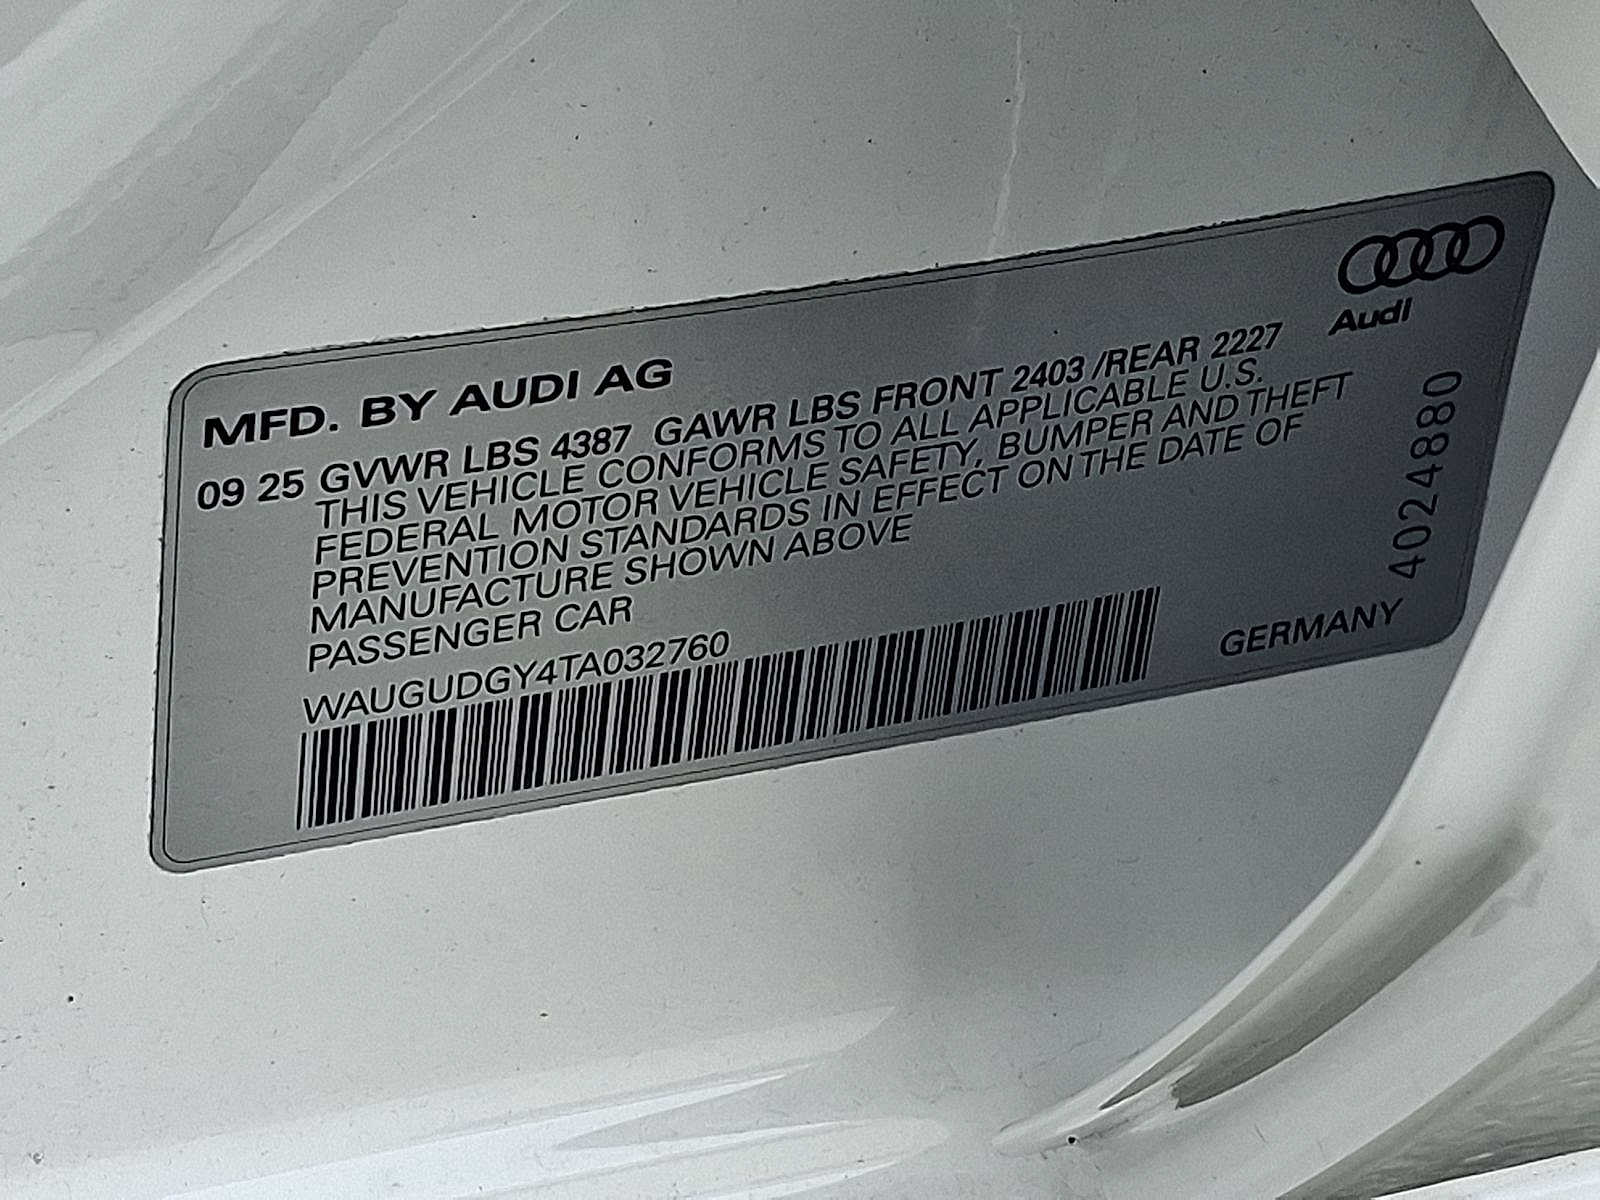 Audi
MFD. BY AUDI AG
09 25 GVWR LBS 4387 GAWR LBS FRONT 2403 /REAR 2227
THIS VEHICLE CONFORMS TO ALL APPLICABLE U.S.
FEDERAL MOTOR VEHICLE SAFETY, BUMPER AND THEFT
PREVENTION STANDARDS IN EFFECT ON THE DATE OF
MANUFACTURE SHOWN ABOVE
PASSENGER CAR
WAUGUDGY4TA032760
GERMANY
4024880